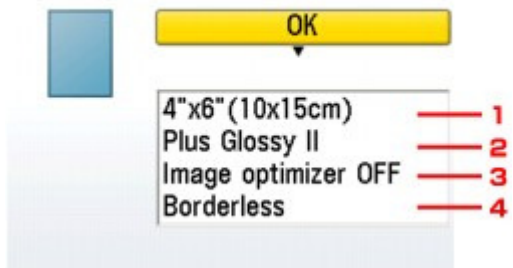 OK
4"x6"(10x15cm) 1
Plus Glossy II 2
Image optimizer OFF 3
Borderless 4